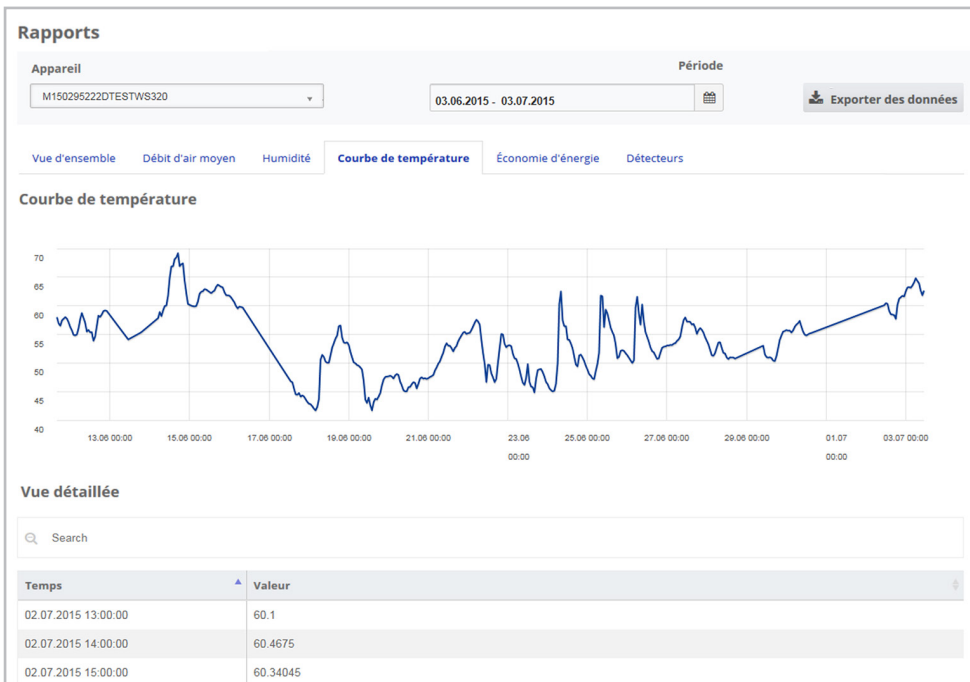 Rapports
Appareil
Période
M150295222DTESTWS320
03.06.2015 - 03.07.2015
Exporter des données
Vue d'ensemble Débit d'air moyen Humidité Courbe de température Économie d'énergie Détecteurs
Courbe de température
70
65
60
55
50
45
40
13.06 00:00 15.06 00:00 17.06 00:00 19.06 00:00 21.06 00:00 23.06 00:00 25.06 00:00 27.06 00:00 29.06 00:00 01.07 00:00 03.07 00:00
Vue détaillée
Search
Temps Valeur
02.07.2015 13:00:00 60.1
02.07.2015 14:00:00 60.4675
02.07.2015 15:00:00 60.34045